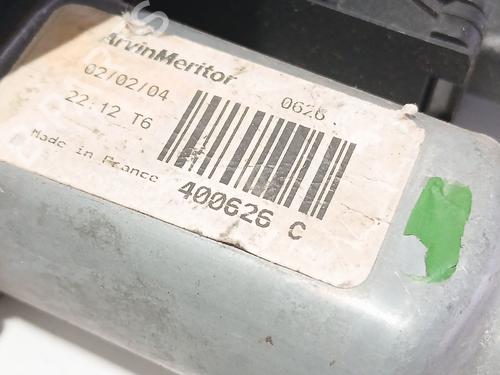 ArvinMeritor
02/02/04 0626
22:12 T6
Made in France
400626 C